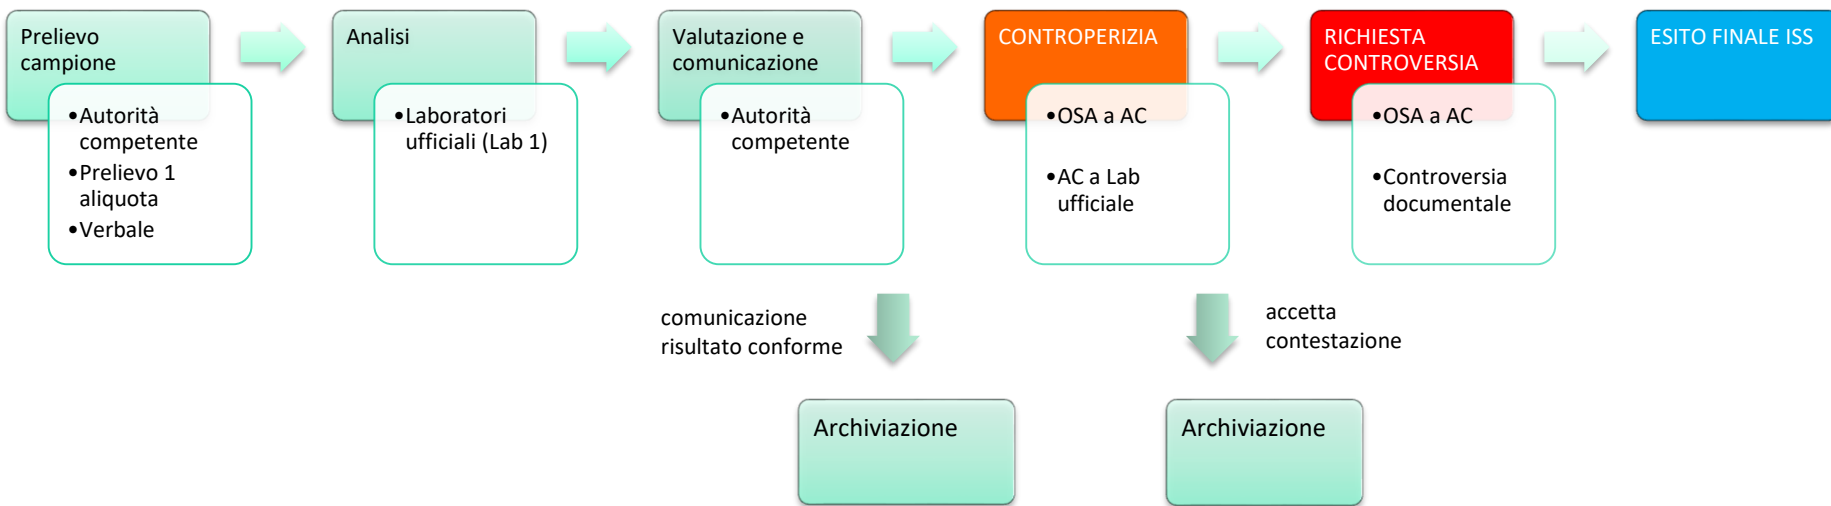 Prelievo
campione
•Autorità
competente
•Prelievo 1
aliquota
•Verbale
Analisi
•Laboratori
ufficiali (Lab 1)
Valutazione e
comunicazione
•Autorità
competente
CONTROPERIZIA
•OSA a AC
•AC a Lab
ufficiale
RICHIESTA
CONTROVERSIA
•OSA a AC
•Controversia
documentale
ESITO FINALE ISS
comunicazione
risultato conforme
accetta
contestazione
Archiviazione
Archiviazione